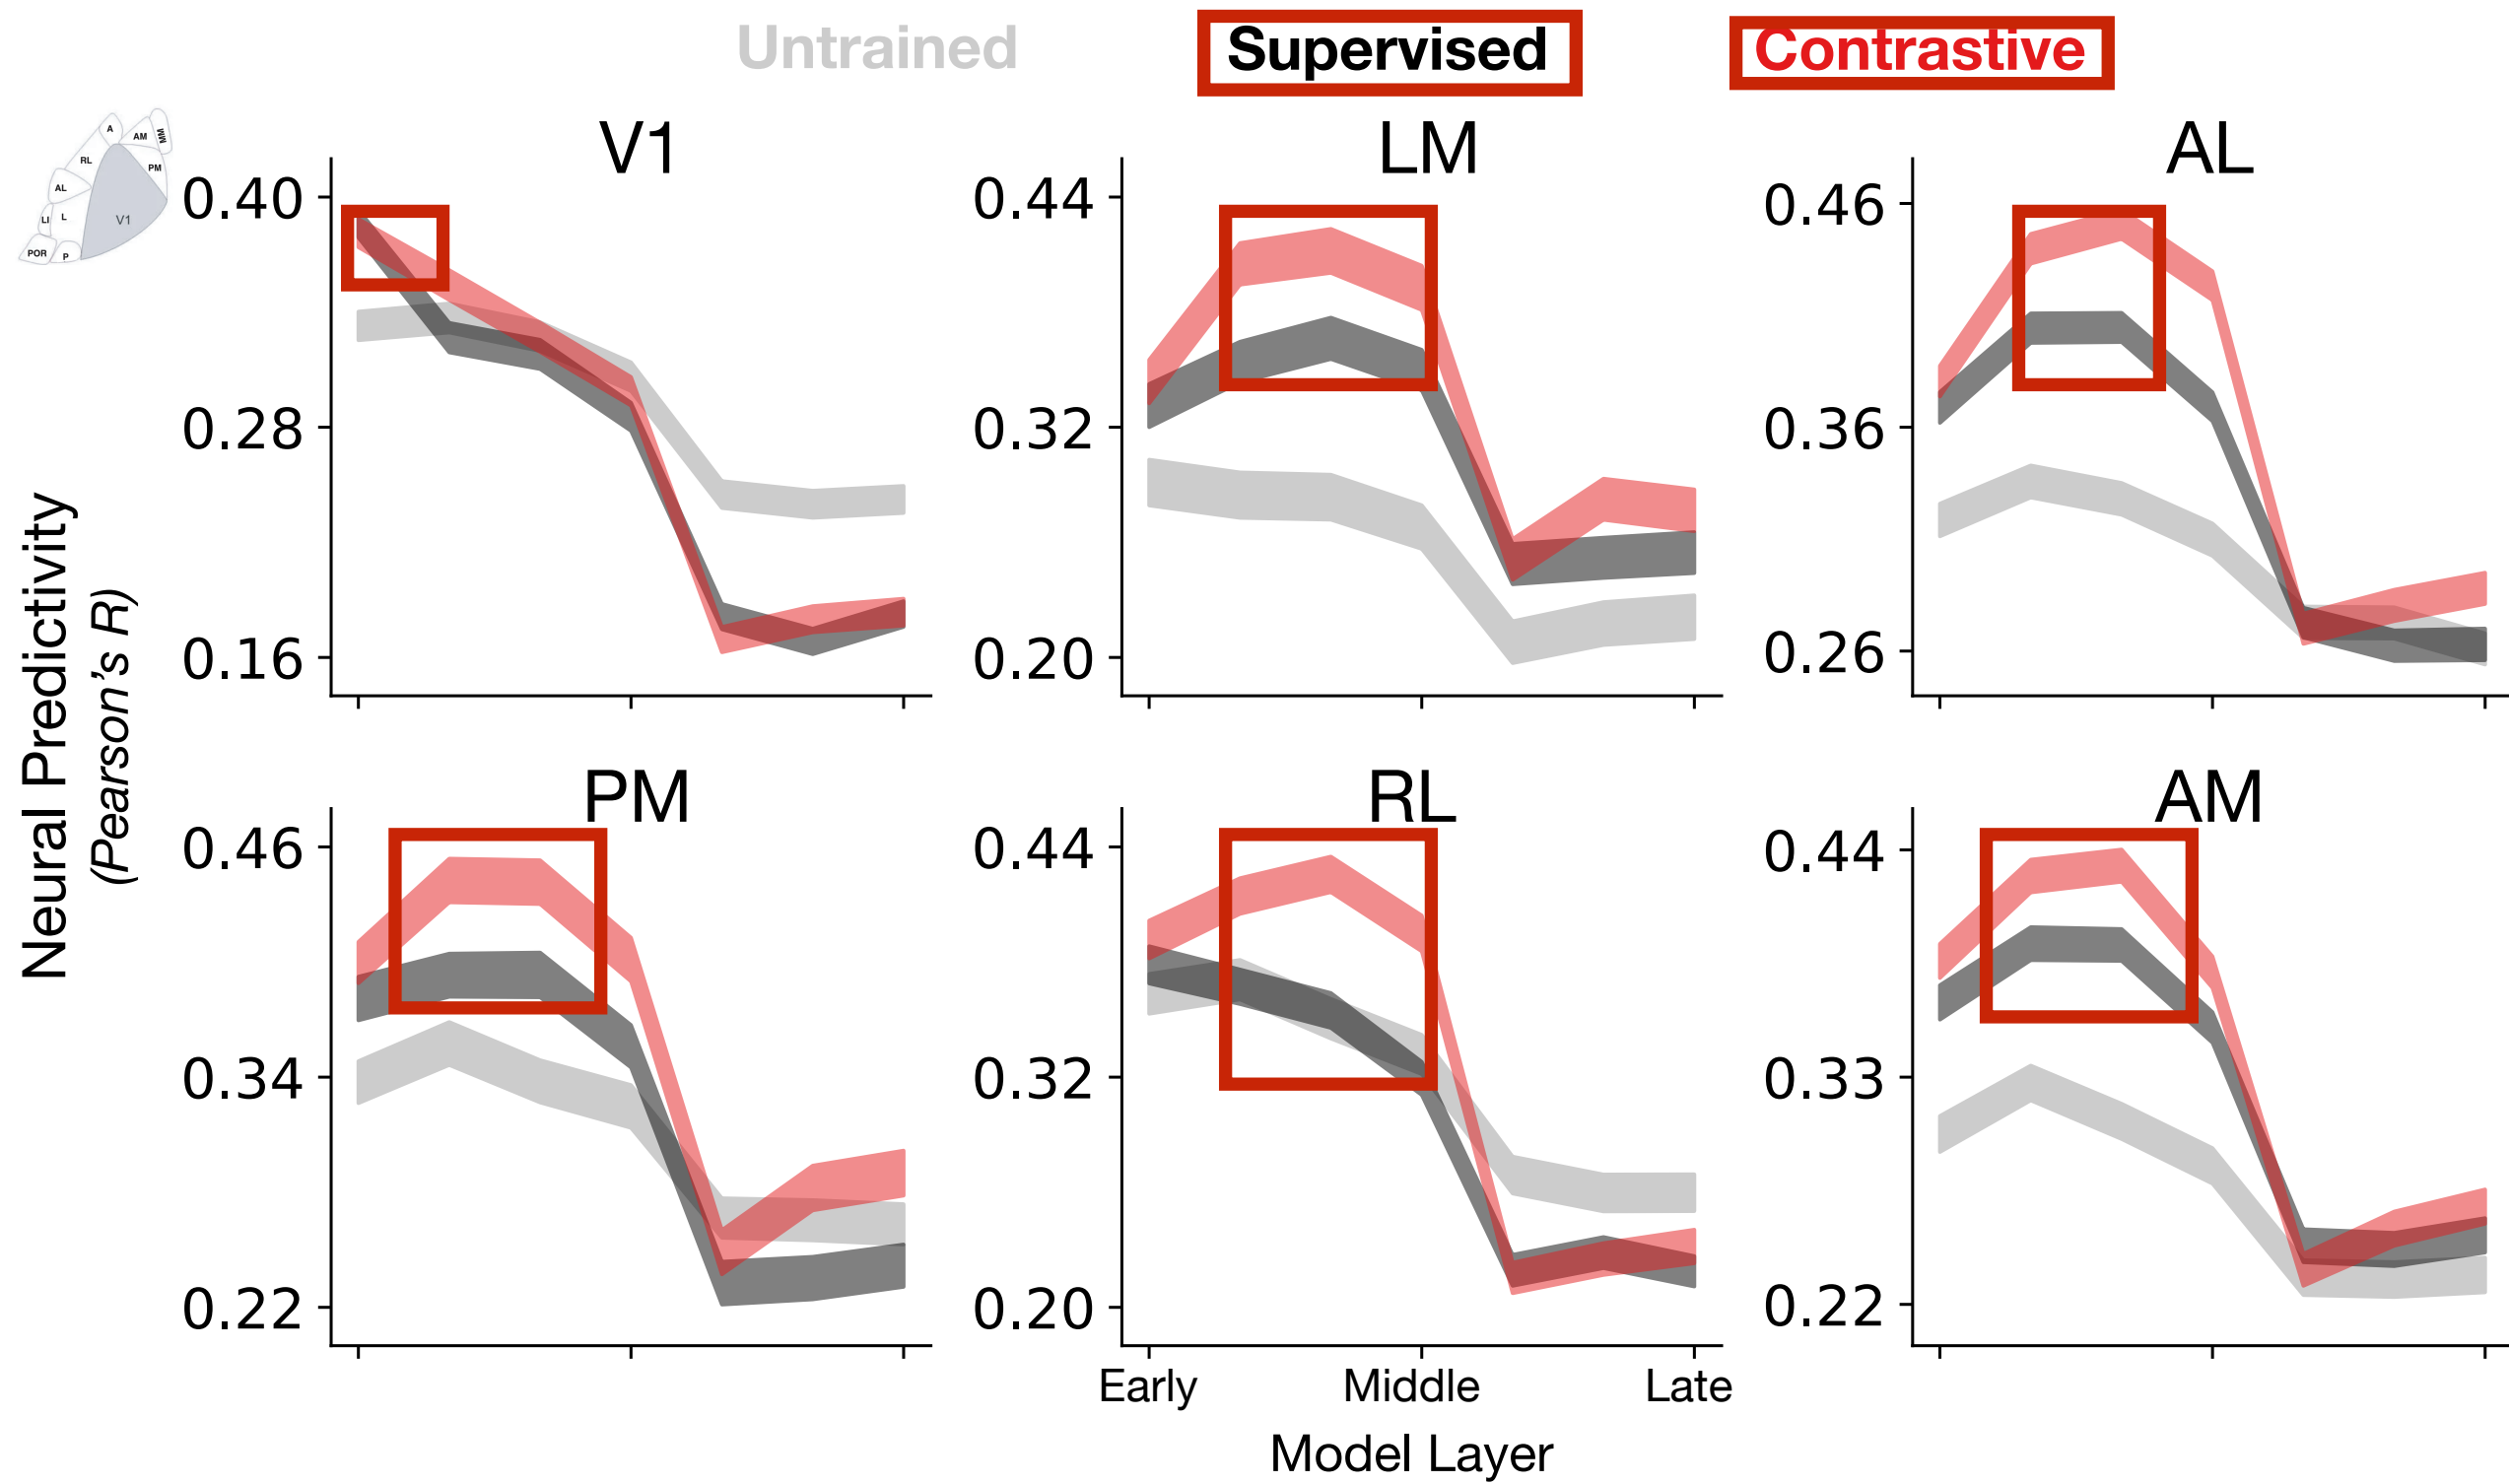 Untrained Supervised Contrastive
A
AM
MM
RL
PM
AL
LI L
V1
POR P
V1
LM
AL
0.40
0.28
0.16
0.44
0.32
0.20
0.46
0.36
0.26
Neural Predictivity
(Pearson's R)
PM
RL
AM
0.46
0.34
0.22
0.44
0.32
0.20
0.44
0.33
0.22
Early Middle Late
Model Layer